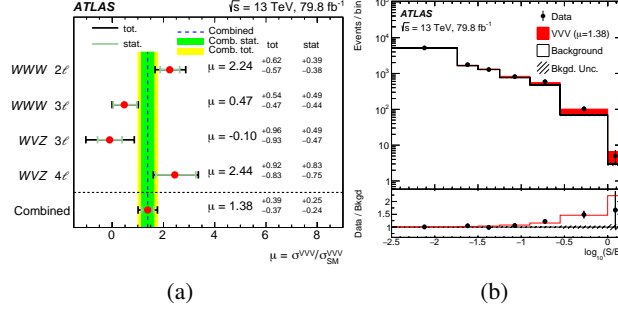 ATLAS
√s = 13 TeV, 79.8 fb⁻¹
tot.
stat.
Combined
Comb. stat.
Comb. tot.
tot stat
WWW 2ℓ μ = 2.24 +0.62 −0.57 +0.39 −0.38
WWW 3ℓ μ = 0.47 +0.54 −0.47 +0.49 −0.44
WVZ 3ℓ μ = -0.10 +0.96 −0.93 +0.49 −0.47
WVZ 4ℓ μ = 2.44 +0.92 −0.83 +0.83 −0.75
Combined μ = 1.38 +0.39 −0.37 +0.25 −0.24
0 2 4 6 8
μ = σ^VVV/σ^VVV_SM
(a)
Events / bin
ATLAS
√s = 13 TeV, 79.8 fb⁻¹
Data
VVV (μ=1.38)
Background
Bkgd. Unc.
10⁶
10⁵
10⁴
10³
10²
10
1
Data / Bkgd
2
1.5
1
−2.5 −2 −1.5 −1 −0.5 0
log₁₀(S/B
(b)